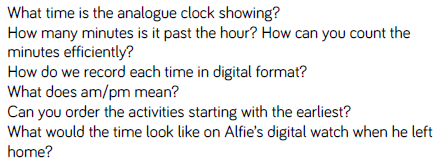 What time is the analogue clock showing?
How many minutes is it past the hour? How can you count the
minutes efficiently?
How do we record each time in digital format?
What does am/pm mean?
Can you order the activities starting with the earliest?
What would the time look like on Alfie's digital watch when he left
home?